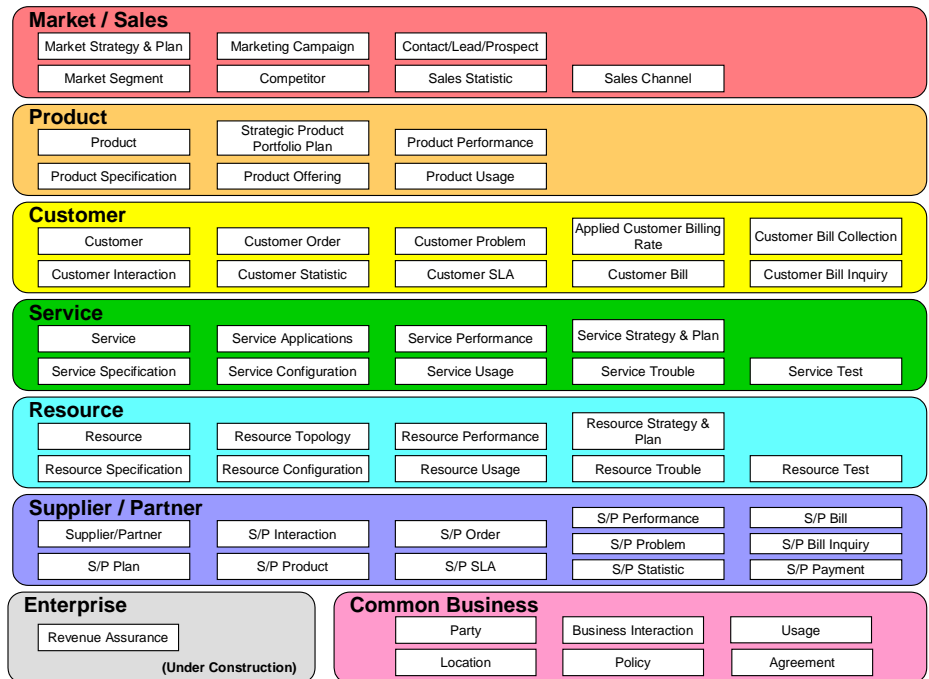 Market / Sales
Market Strategy & Plan
Marketing Campaign
Contact/Lead/Prospect
Market Segment
Competitor
Sales Statistic
Sales Channel
Product
Product
Strategic Product
Portfolio Plan
Product Performance
Product Specification
Product Offering
Product Usage
Customer
Customer
Customer Order
Customer Problem
Applied Customer Billing
Rate
Customer Bill Collection
Customer Interaction
Customer Statistic
Customer SLA
Customer Bill
Customer Bill Inquiry
Service
Service
Service Applications
Service Performance
Service Strategy & Plan
Service Specification
Service Configuration
Service Usage
Service Trouble
Service Test
Resource
Resource
Resource Topology
Resource Performance
Resource Strategy &
Plan
Resource Specification
Resource Configuration
Resource Usage
Resource Trouble
Resource Test
Supplier / Partner
Supplier/Partner
S/P Interaction
S/P Order
S/P Performance
S/P Bill
S/P Problem
S/P Bill Inquiry
S/P Plan
S/P Product
S/P SLA
S/P Statistic
S/P Payment
Enterprise
Revenue Assurance
(Under Construction)
Common Business
Party
Business Interaction
Usage
Location
Policy
Agreement